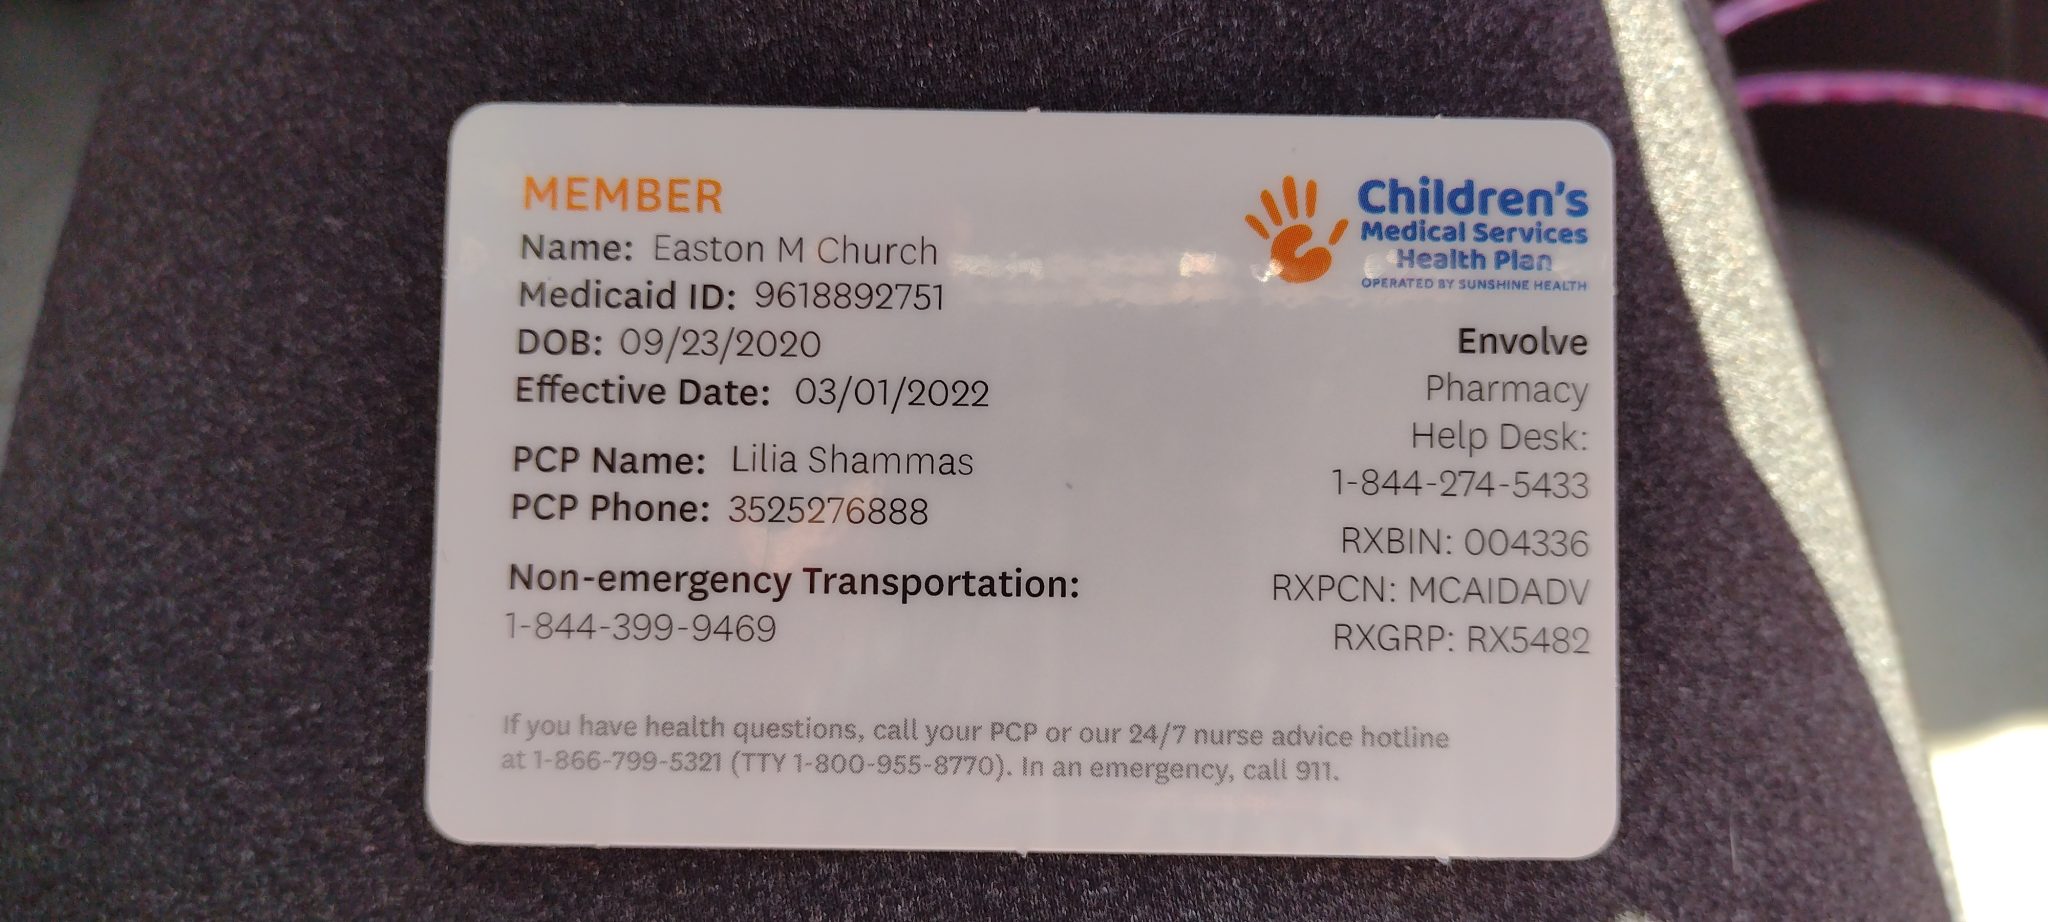 MEMBER
Name: Easton M Church
Medicaid ID: 9618892751
DOB: 09/23/2020
Effective Date: 03/01/2022
PCP Name: Lilia Shammas
PCP Phone: 3525276888
Non-emergency Transportation:
1-844-399-9469
Children's
Medical Services
Health Plan
OPERATED BY SUNSHINE HEALTH
Envolve
Pharmacy
Help Desk:
1-844-274-5433
RXBIN: 004336
RXPCN: MCAIDADV
RXGRP: RX5482
If you have health questions, call your PCP or our 24/7 nurse advice hotline
at 1-866-799-5321 (TTY 1-800-955-8770). In an emergency, call 911.